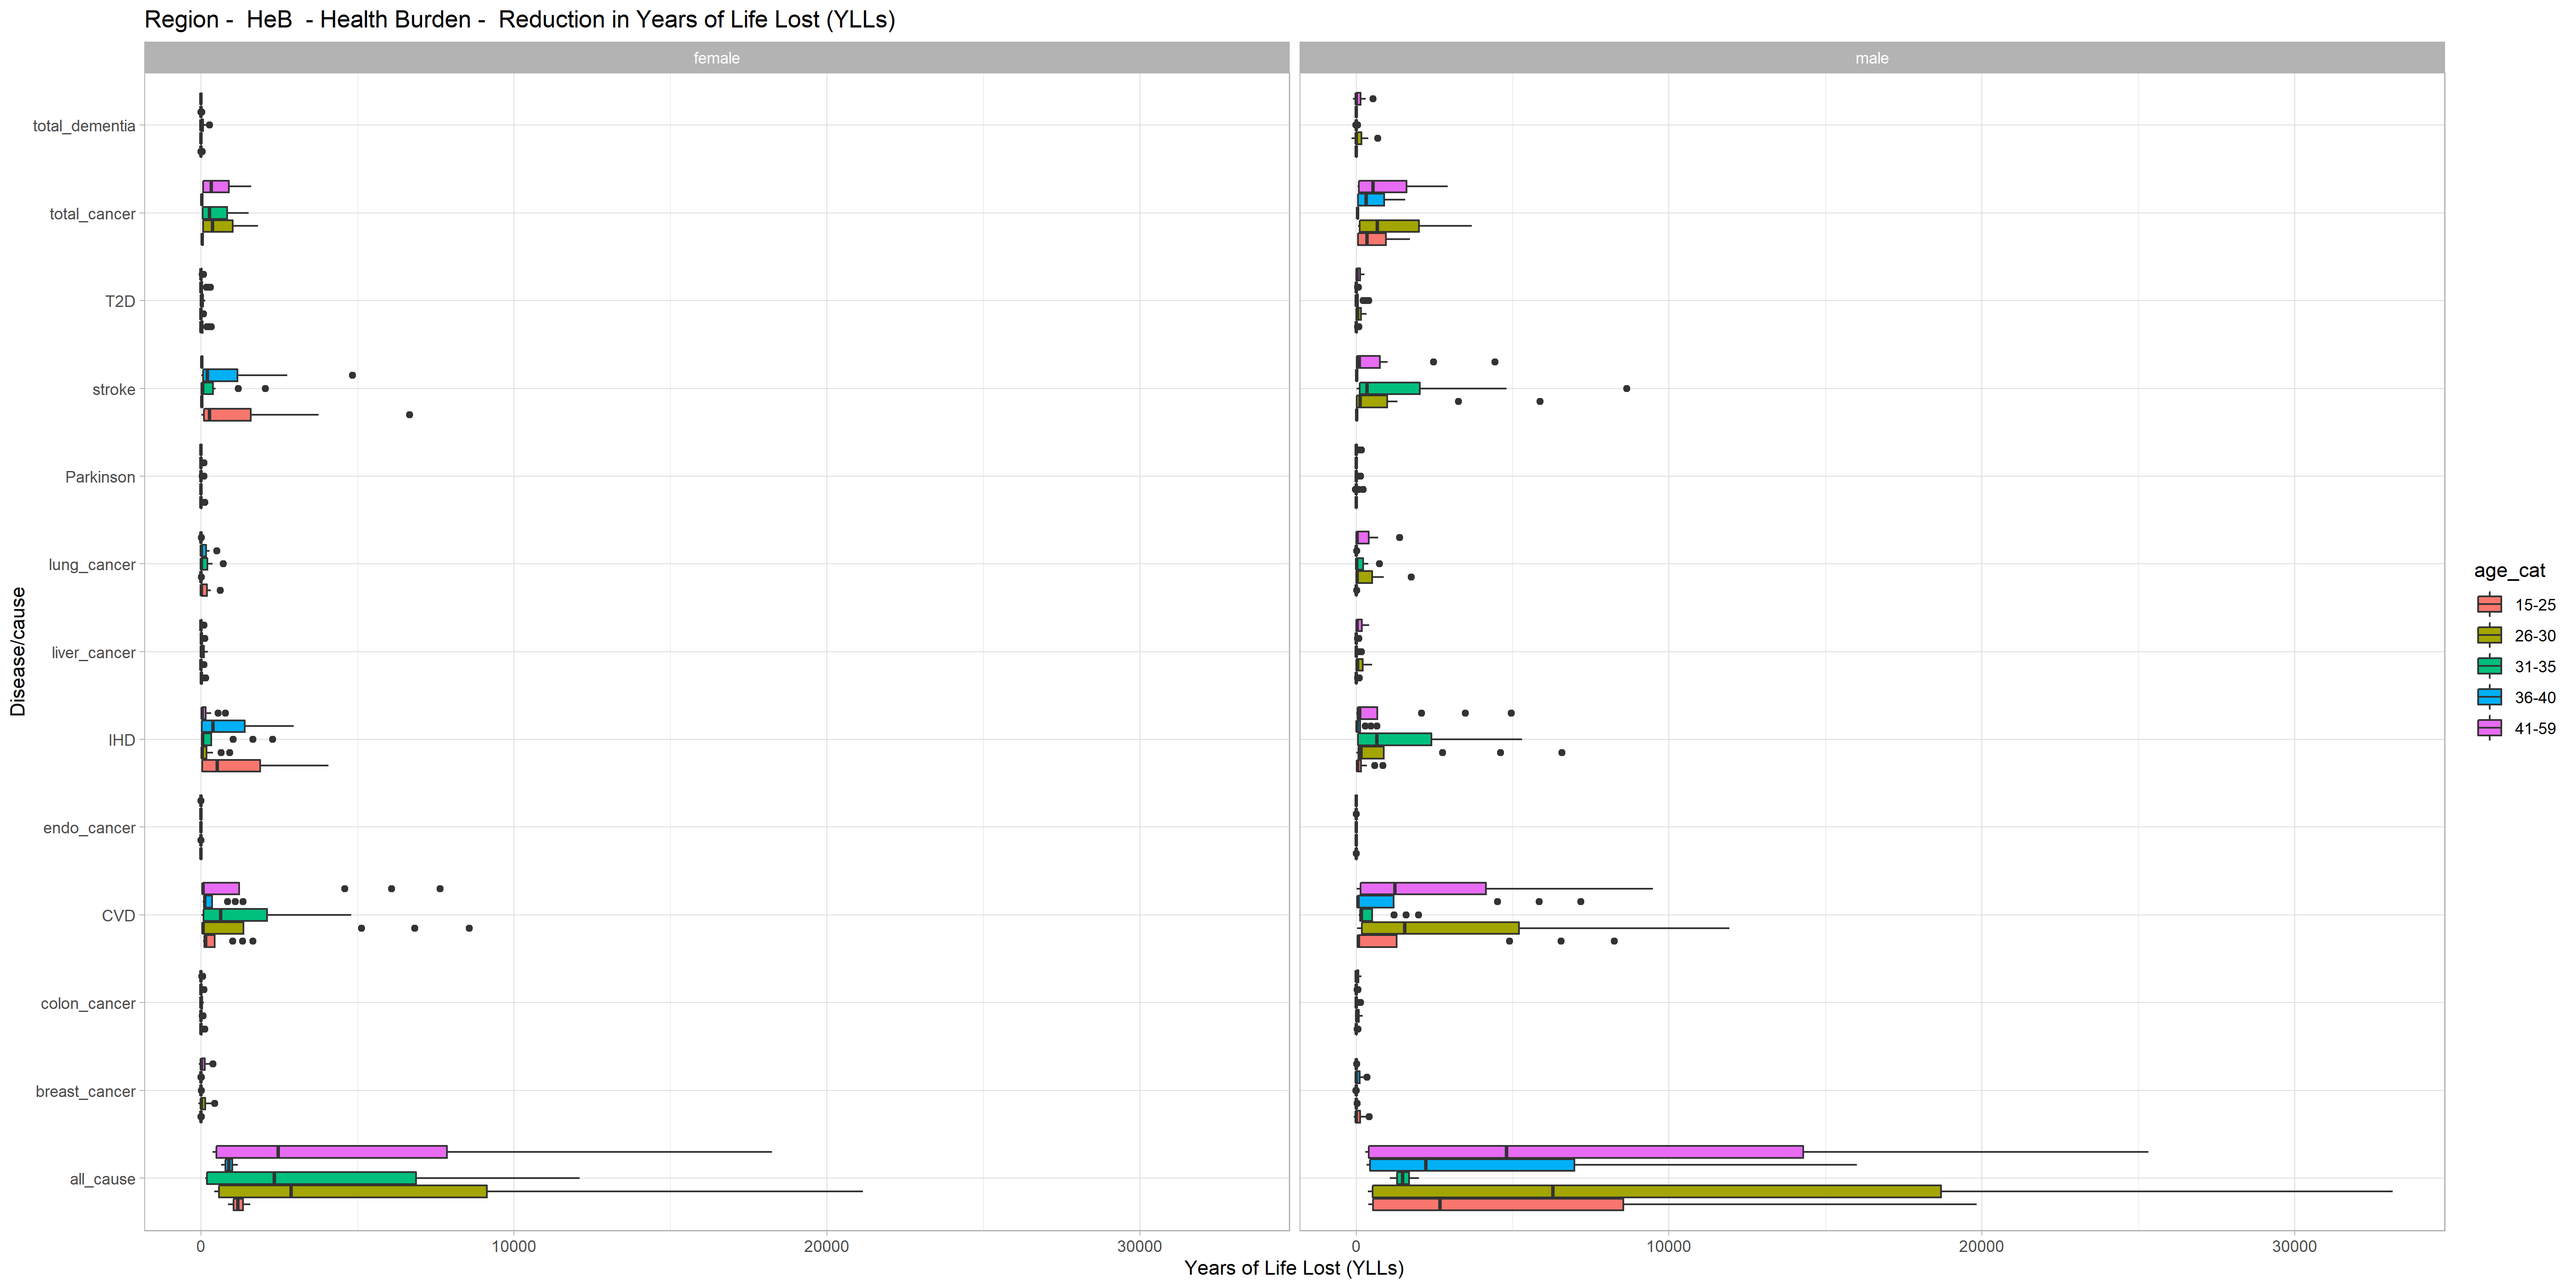 Region -  HeB  - Health Burden -  Reduction in Years of Life Lost (YLLs)
female
male
total_dementia
total_cancer
T2D
stroke
Parkinson
lung_cancer
liver_cancer
IHD
endo_cancer
CVD
colon_cancer
breast_cancer
all_cause
Disease/cause
0 10000 20000 30000
0 10000 20000 30000
Years of Life Lost (YLLs)
age_cat
15-25
26-30
31-35
36-40
41-59